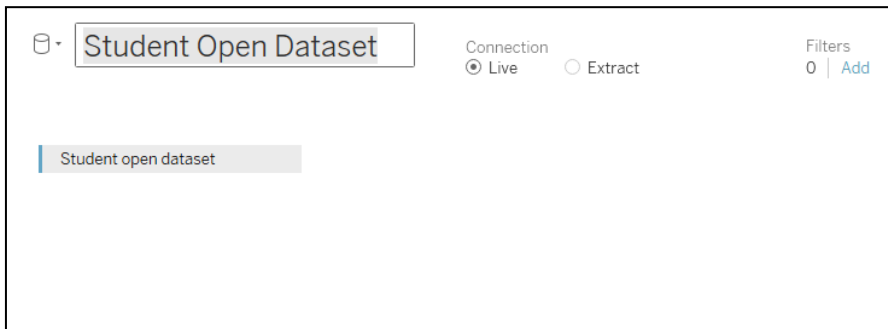 Student Open Dataset
Connection
Live
Extract
Filters
0
Add
Student open dataset